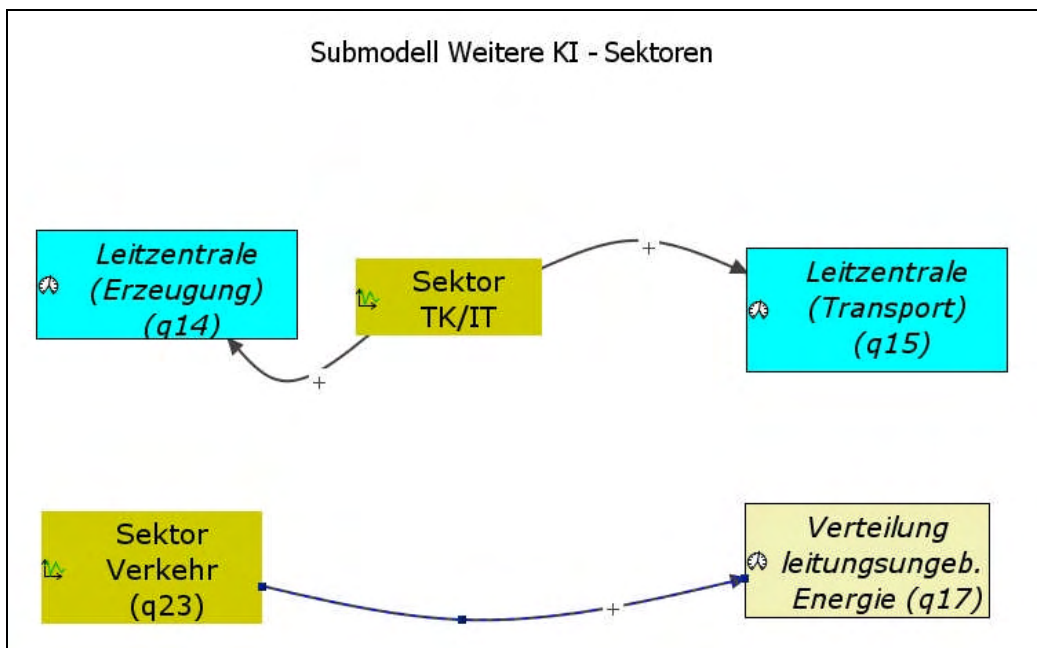 Submodell Weitere KI - Sektoren
Leitzentrale
(Erzeugung)
(q14)
Sektor
TK/IT
Leitzentrale
(Transport)
(q15)
+
+
Sektor
Verkehr
(q23)
Verteilung
leitungsungeb.
Energie (q17)
+